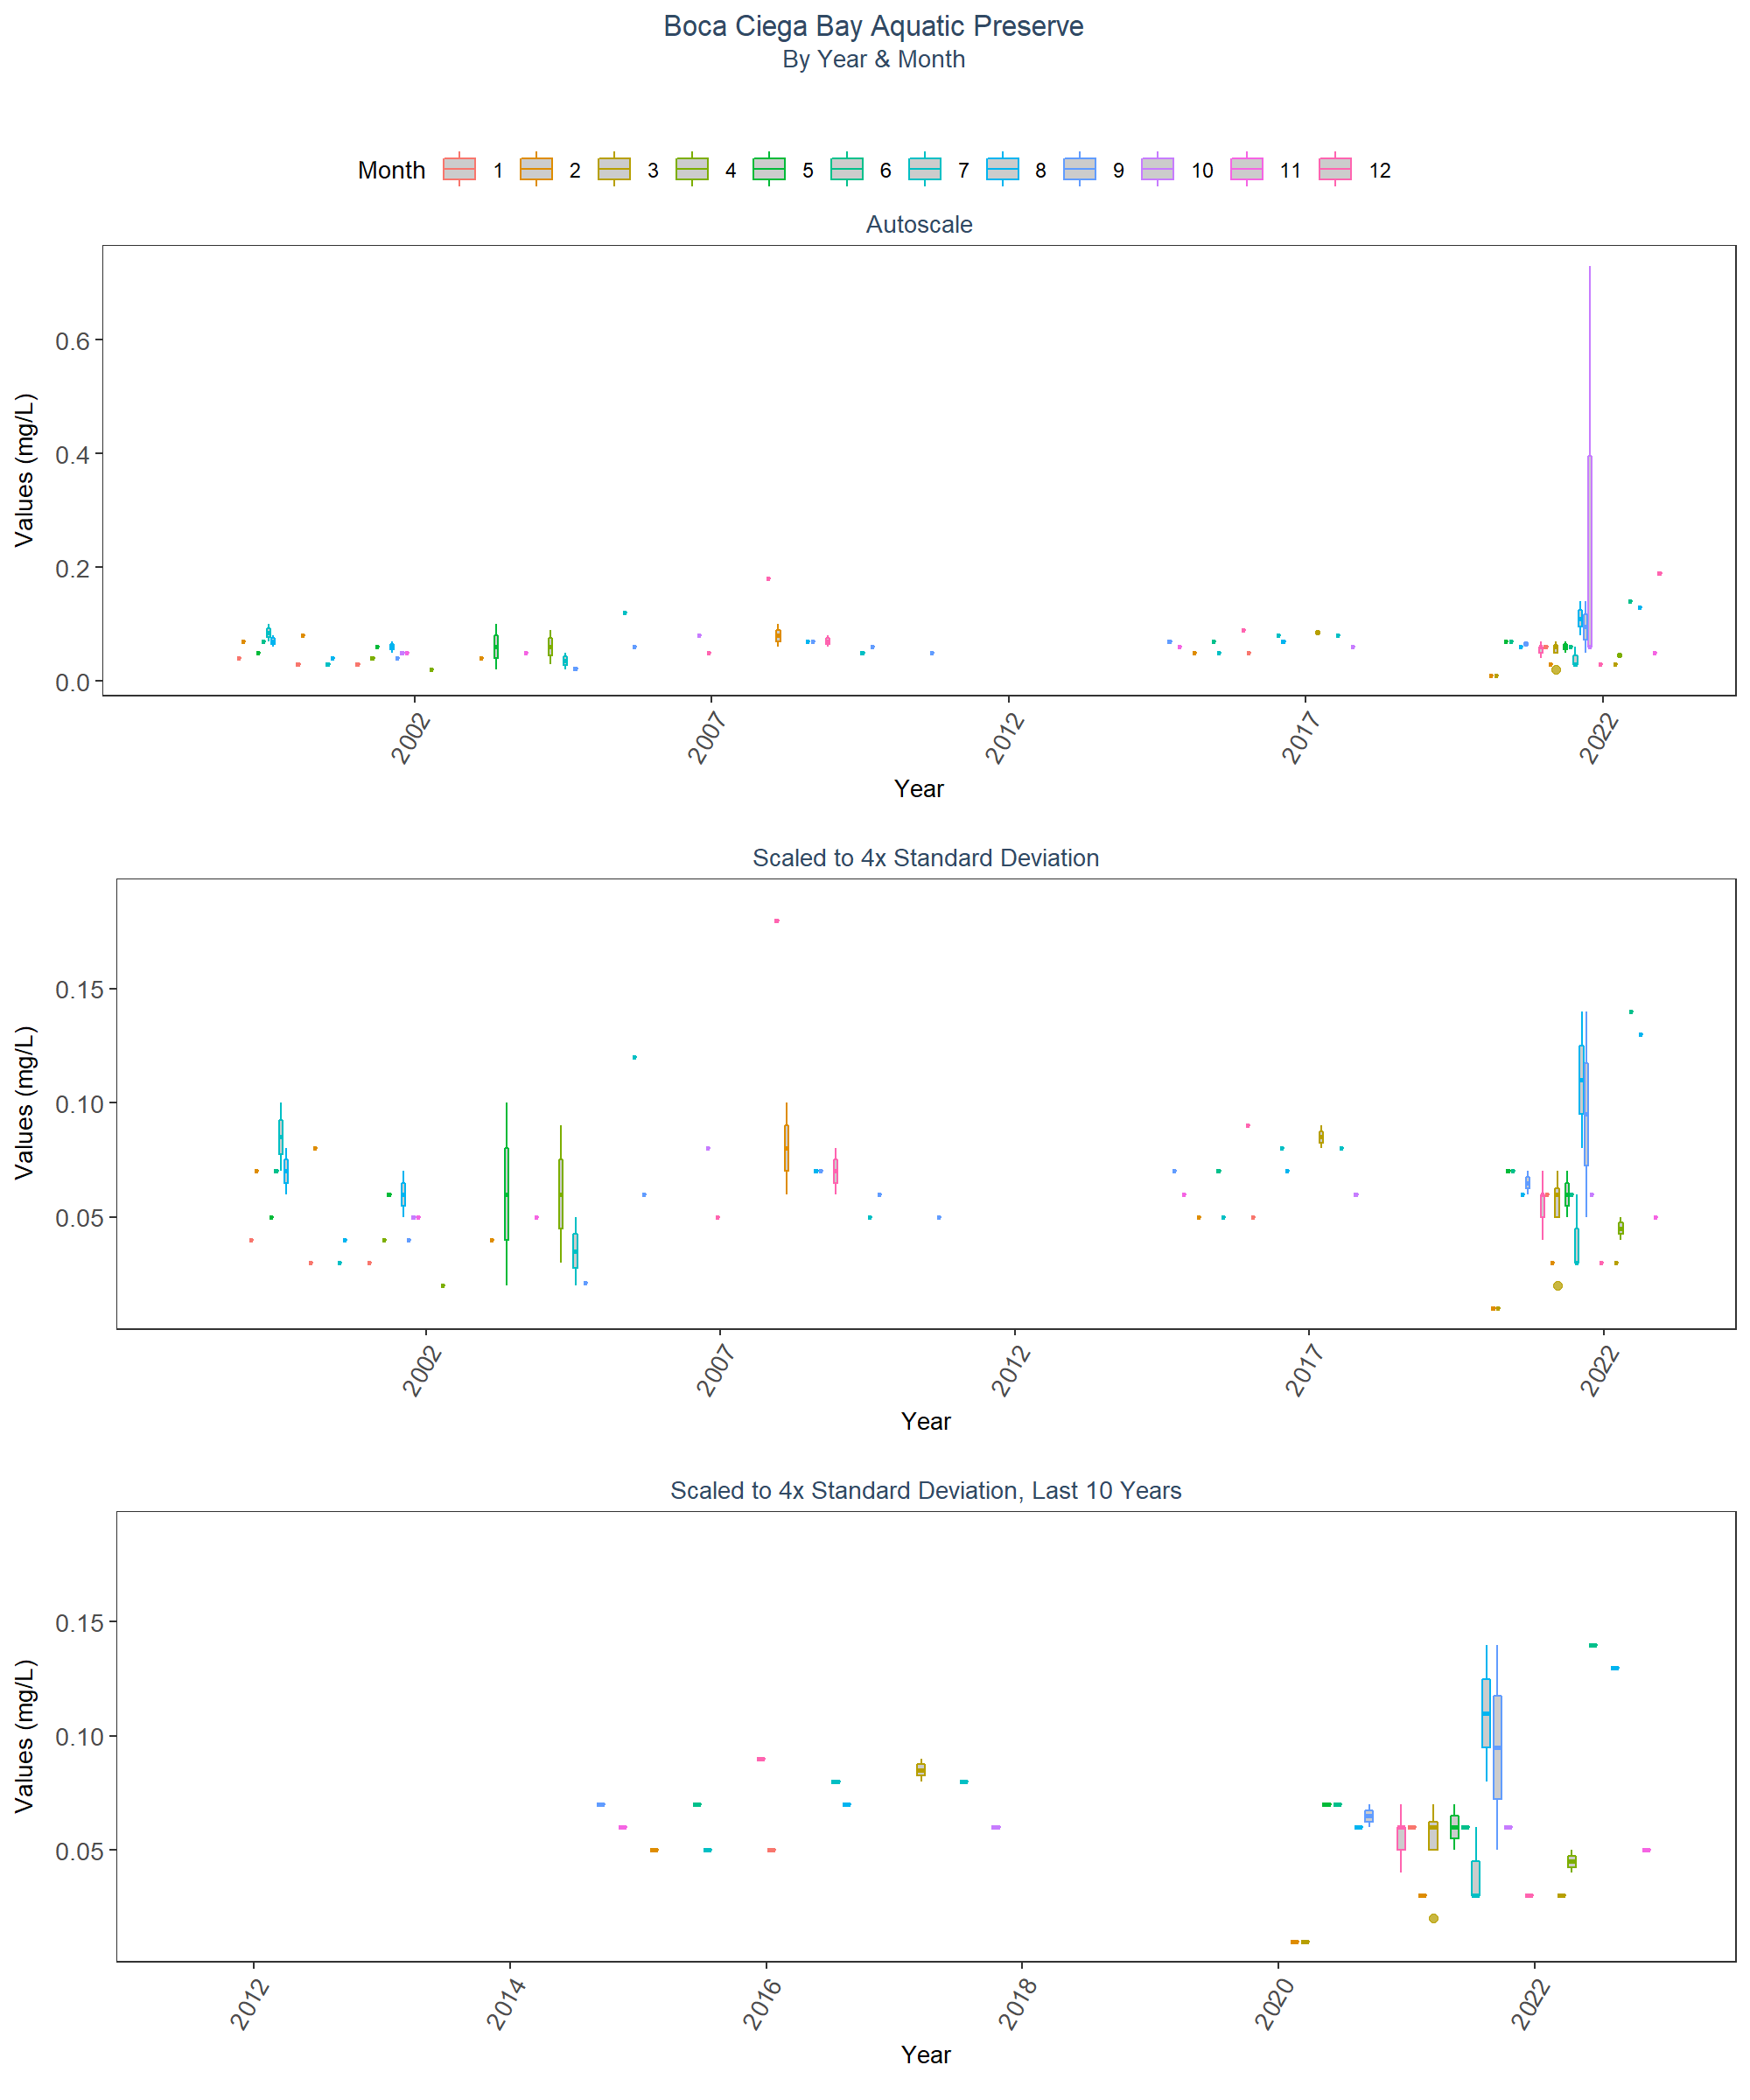 Boca Ciega Bay Aquatic Preserve
By Year & Month
Month 1 2 3 4 5 6 7 8 9 10 11 12
Autoscale
Values (mg/L)
0.6
0.4
0.2
0.0
2002 2007 2012 2017 2022
Year
Scaled to 4x Standard Deviation
Values (mg/L)
0.15
0.10
0.05
2002 2007 2012 2017 2022
Year
Scaled to 4x Standard Deviation, Last 10 Years
Values (mg/L)
0.15
0.10
0.05
2012 2014 2016 2018 2020 2022
Year